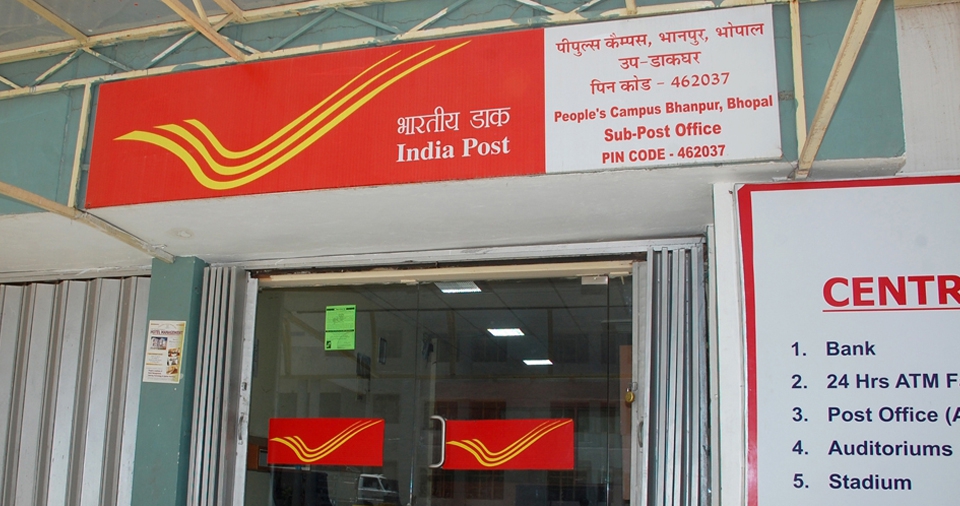 भारतीय डाक
India Post
पीपुल्स कैम्पस, भानपुर, भोपाल
उप-डाकघर
पिन कोड - 462037
People's Campus Bhanpur, Bhopal
Sub-Post Office
PIN CODE - 462037
CENTR
1. Bank
2. 24 Hrs ATM F
3. Post Office (A
4. Auditoriums
5. Stadium